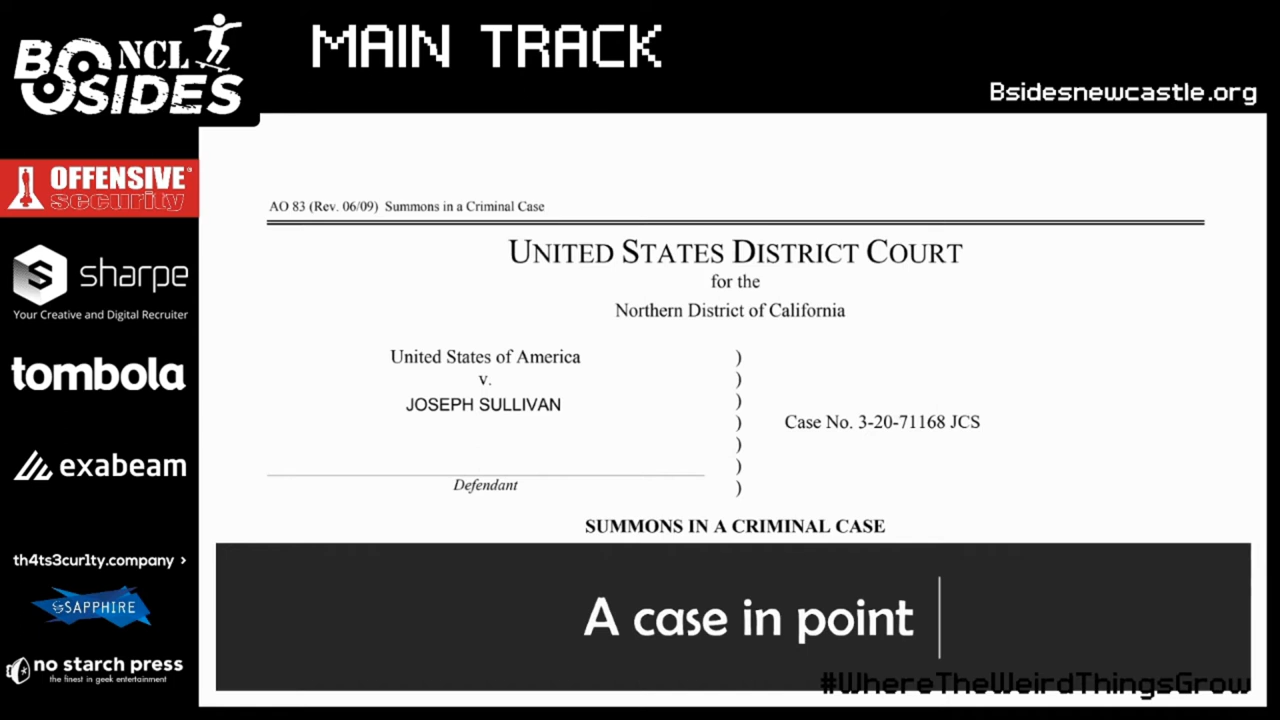 BSIDES NCL
MAIN TRACK
Bsidesnewcastle.org
OFFENSIVE
security
sharpe
Your Creative and Digital Recruiter
tombola
exabeam
th4ts3cur1ty.company >
SAPPHIRE
no starch press
the finest in geek entertainment
AO 83 (Rev. 06/09) Summons in a Criminal Case
UNITED STATES DISTRICT COURT
for the
Northern District of California
United States of America
v.
JOSEPH SULLIVAN
Defendant
)
)
)
)
)
)
)
Case No. 3-20-71168 JCS
SUMMONS IN A CRIMINAL CASE
A case in point
#WhereTheWeirdThingsGrow